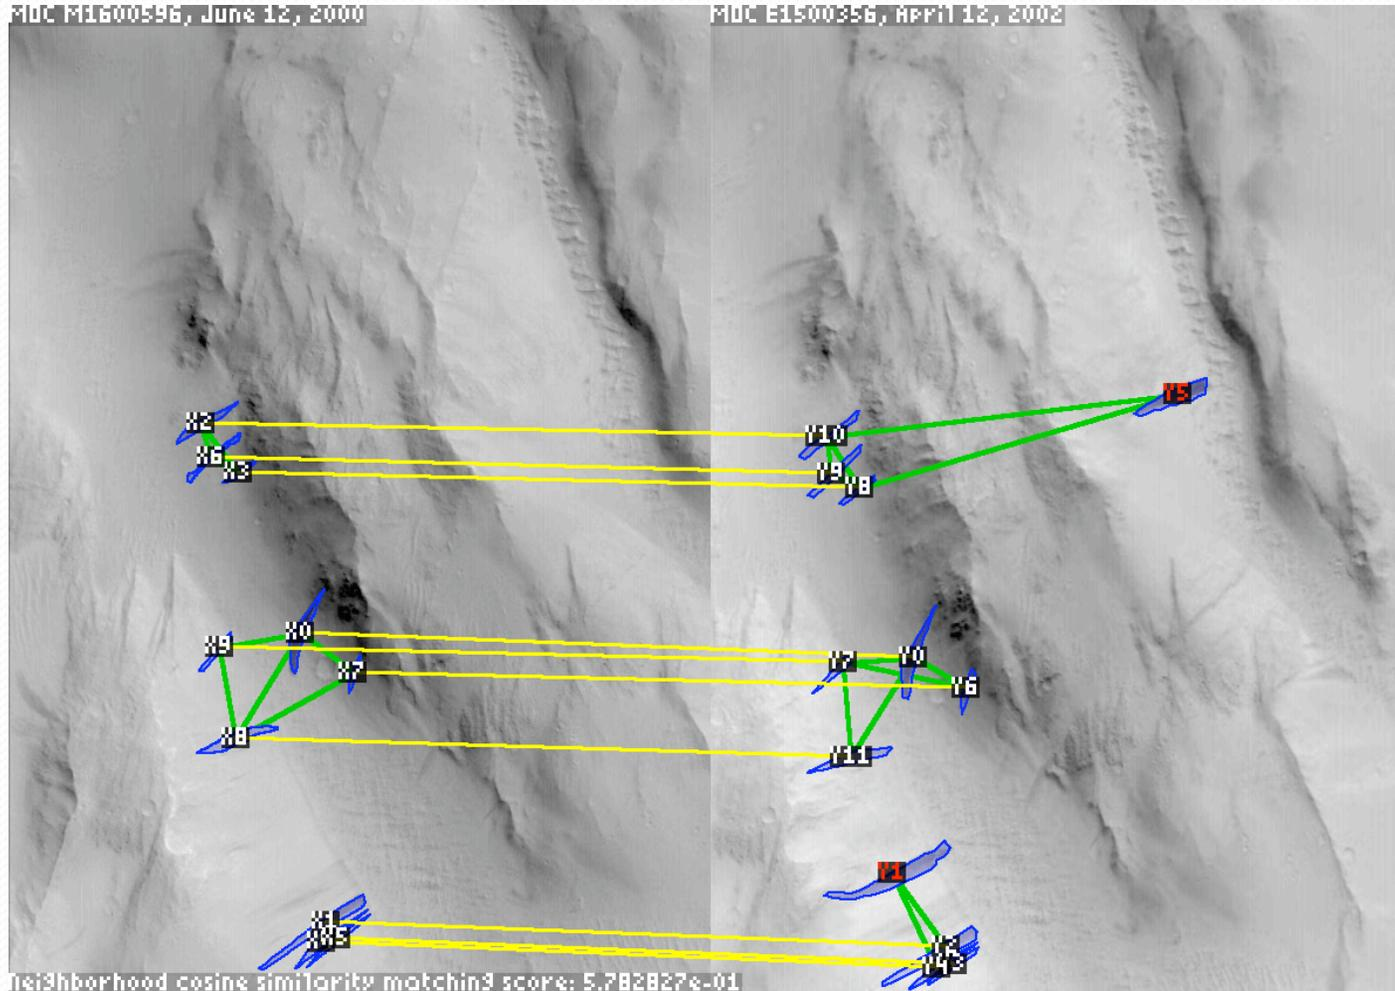 MOC M1600596, June 12, 2000
MOC E1500356, April 12, 2002
Y5
X2
Y10
X6
Y9
X3
Y8
X0
X9
Y7
Y0
X7
Y6
X8
Y11
Y1
neighborhood cosine similarity matching score: 5.782827e-01